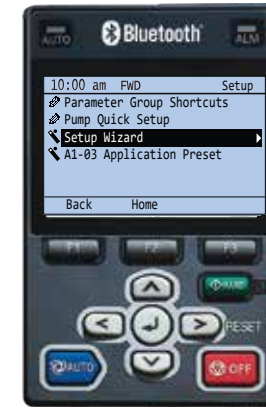 AUTO Bluetooth ALM
10:00 am FWD Setup
Parameter Group Shortcuts
Pump Quick Setup
Setup Wizard
A1-03 Application Preset
Back Home
F1 F2 F3
HAND
RESET
AUTO OFF